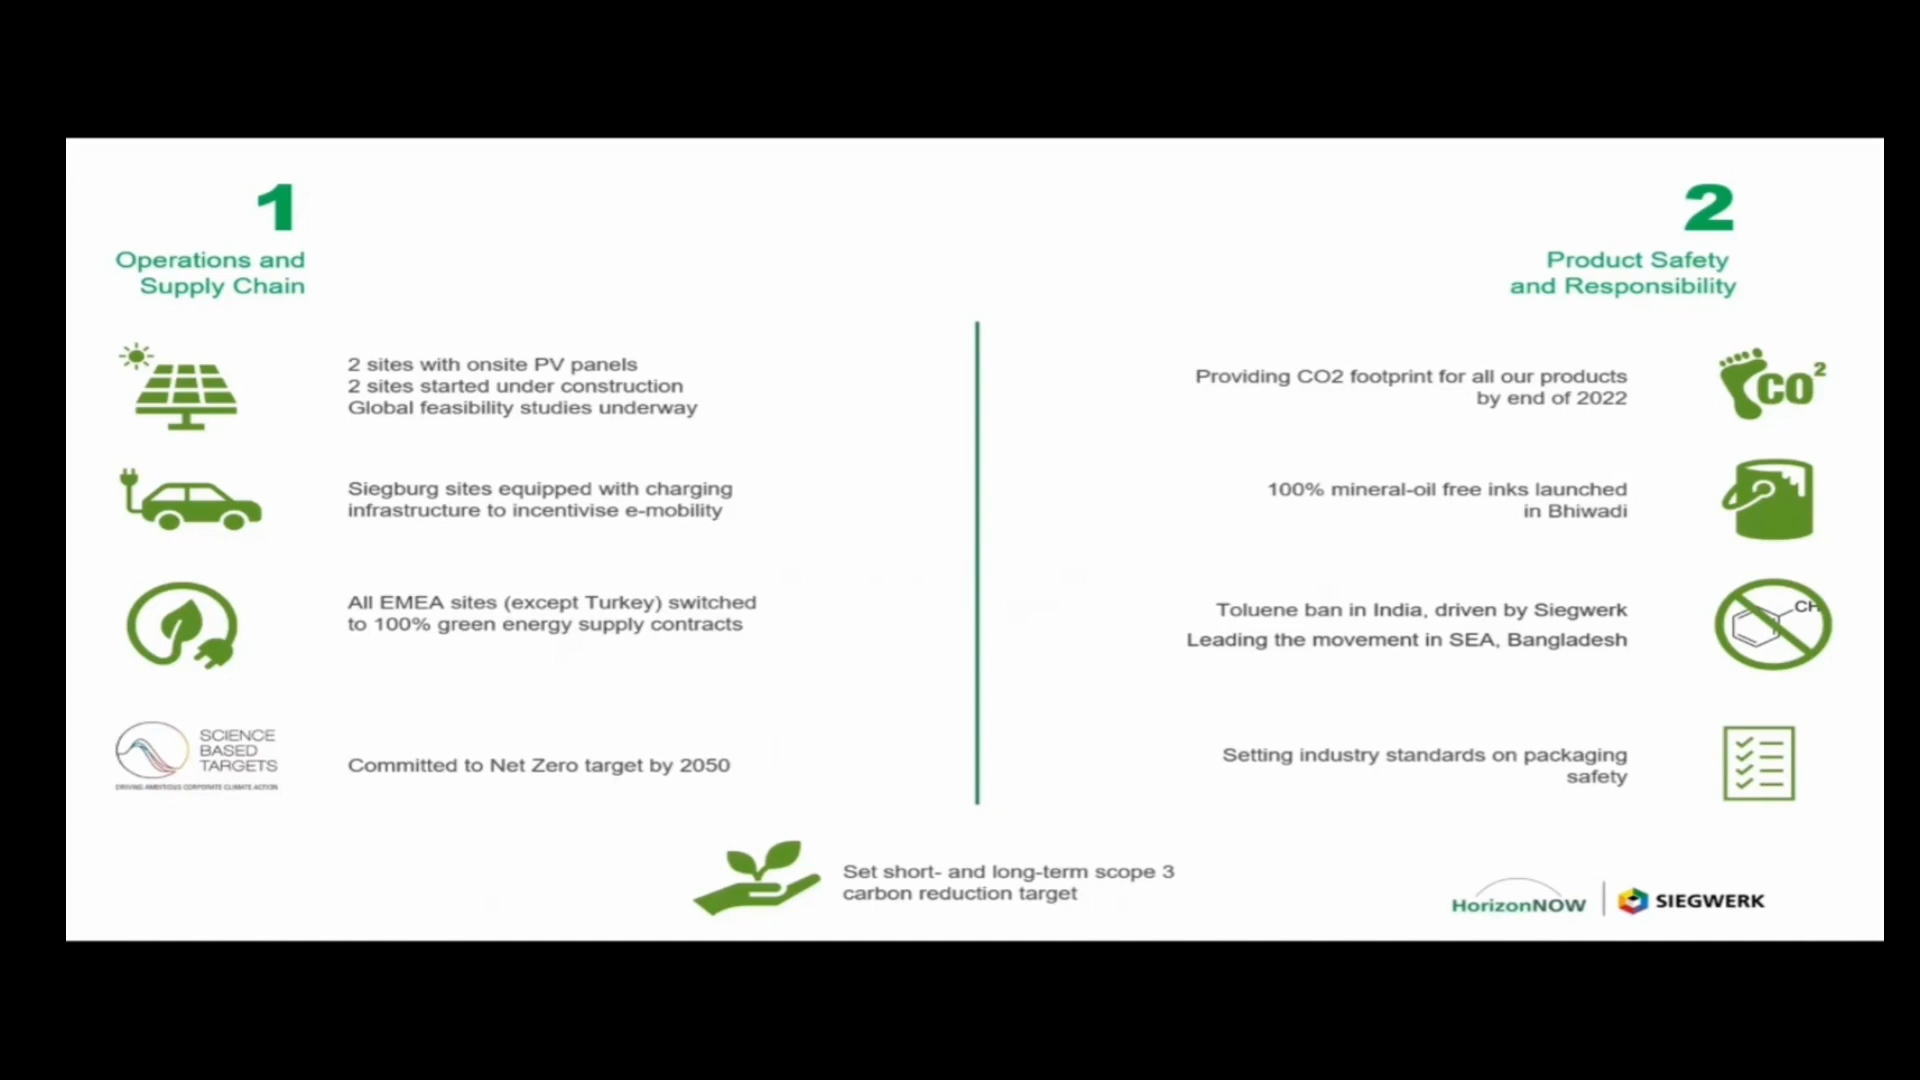 1
Operations and
Supply Chain
2 sites with onsite PV panels
2 sites started under construction
Global feasibility studies underway
Siegburg sites equipped with charging
infrastructure to incentivise e-mobility
All EMEA sites (except Turkey) switched
to 100% green energy supply contracts
SCIENCE
BASED
TARGETS
DRIVING AMBITIOUS CORPORATE CLIMATE ACTION
Committed to Net Zero target by 2050
2
Product Safety
and Responsibility
Providing CO2 footprint for all our products
by end of 2022
CO²
100% mineral-oil free inks launched
in Bhiwadi
Toluene ban in India, driven by Siegwerk
Leading the movement in SEA, Bangladesh
CH
Setting industry standards on packaging
safety
Set short- and long-term scope 3
carbon reduction target
HorizonNOW | SIEGWERK